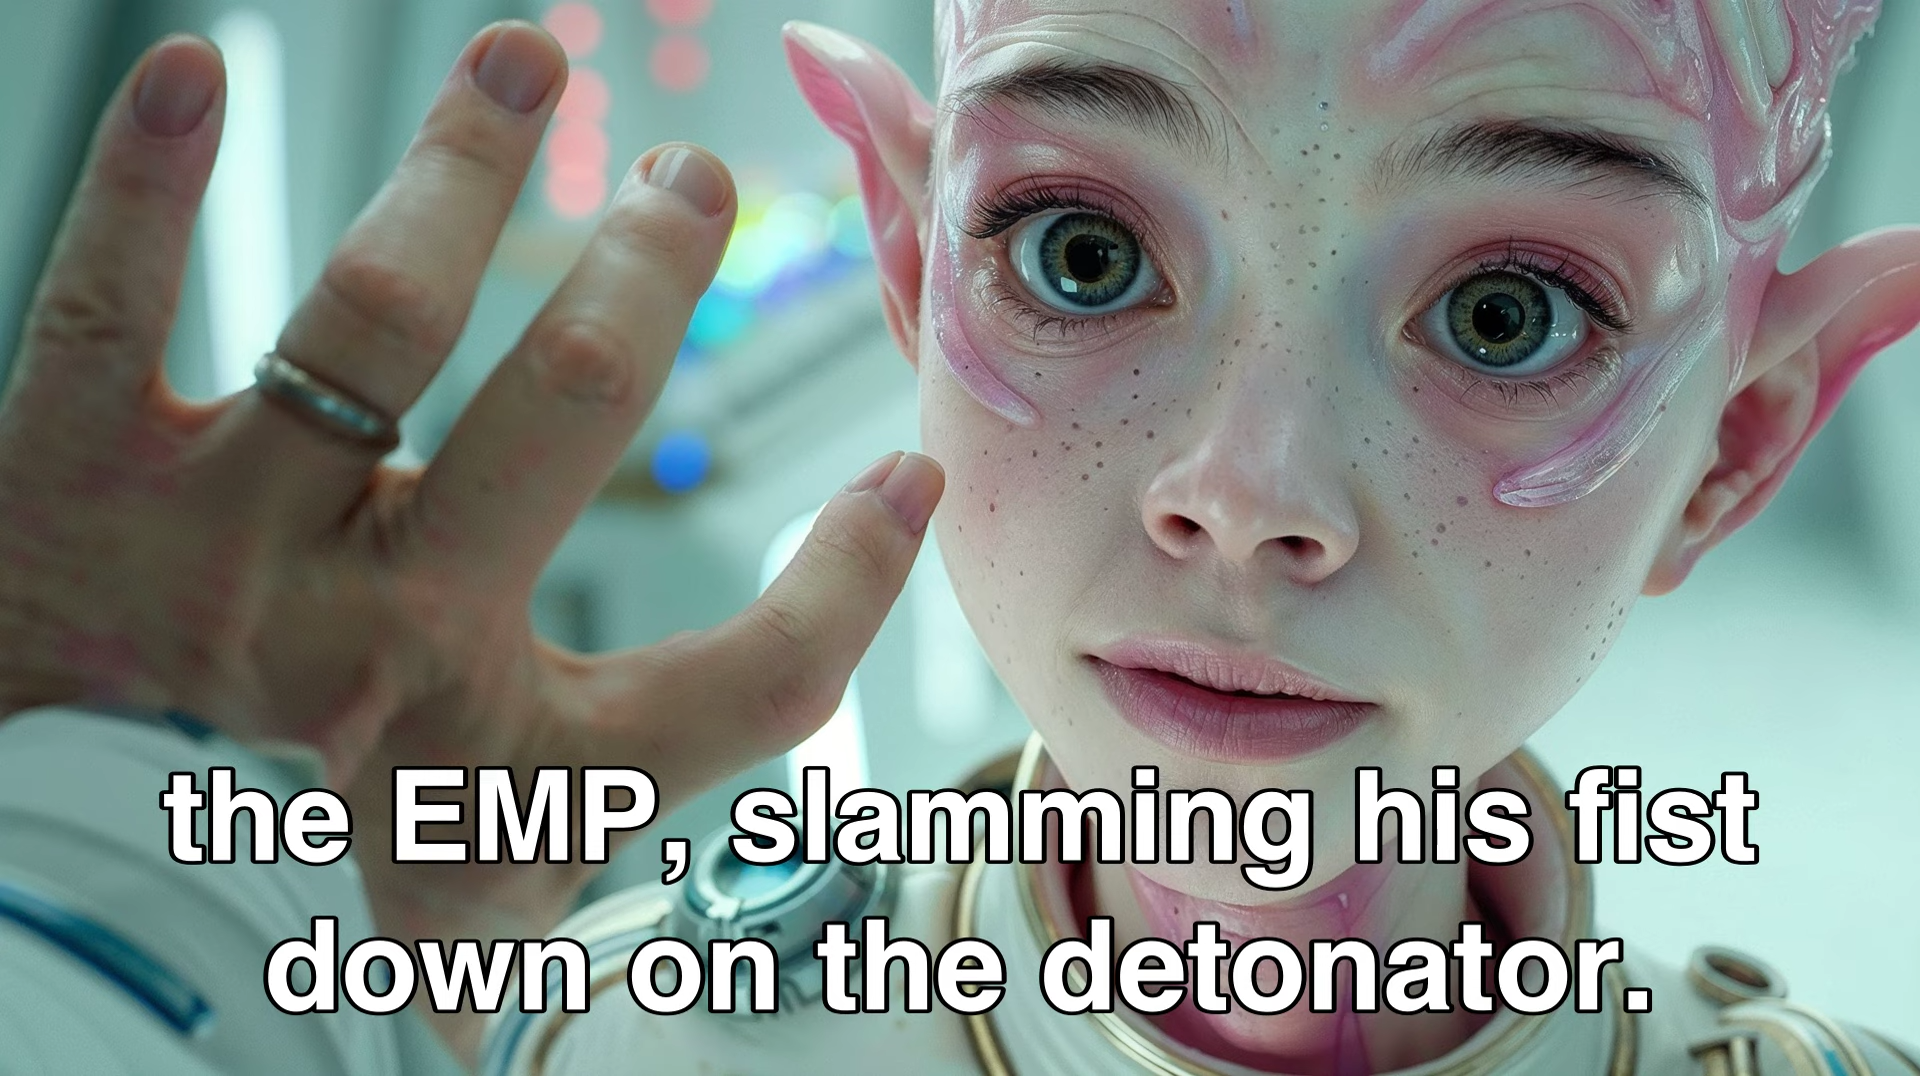 the EMP, slamming his fist
down on the detonator.